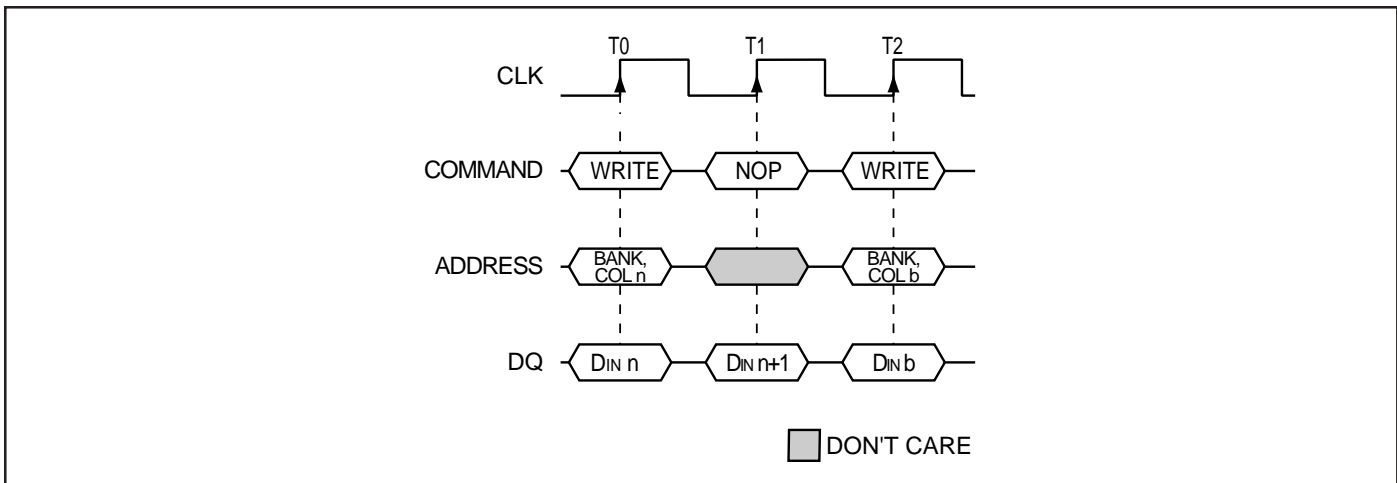 T0 T1 T2
CLK
COMMAND WRITE NOP WRITE
ADDRESS BANK, COL n BANK, COL b
DQ DIN n DIN n+1 DIN b
DON'T CARE